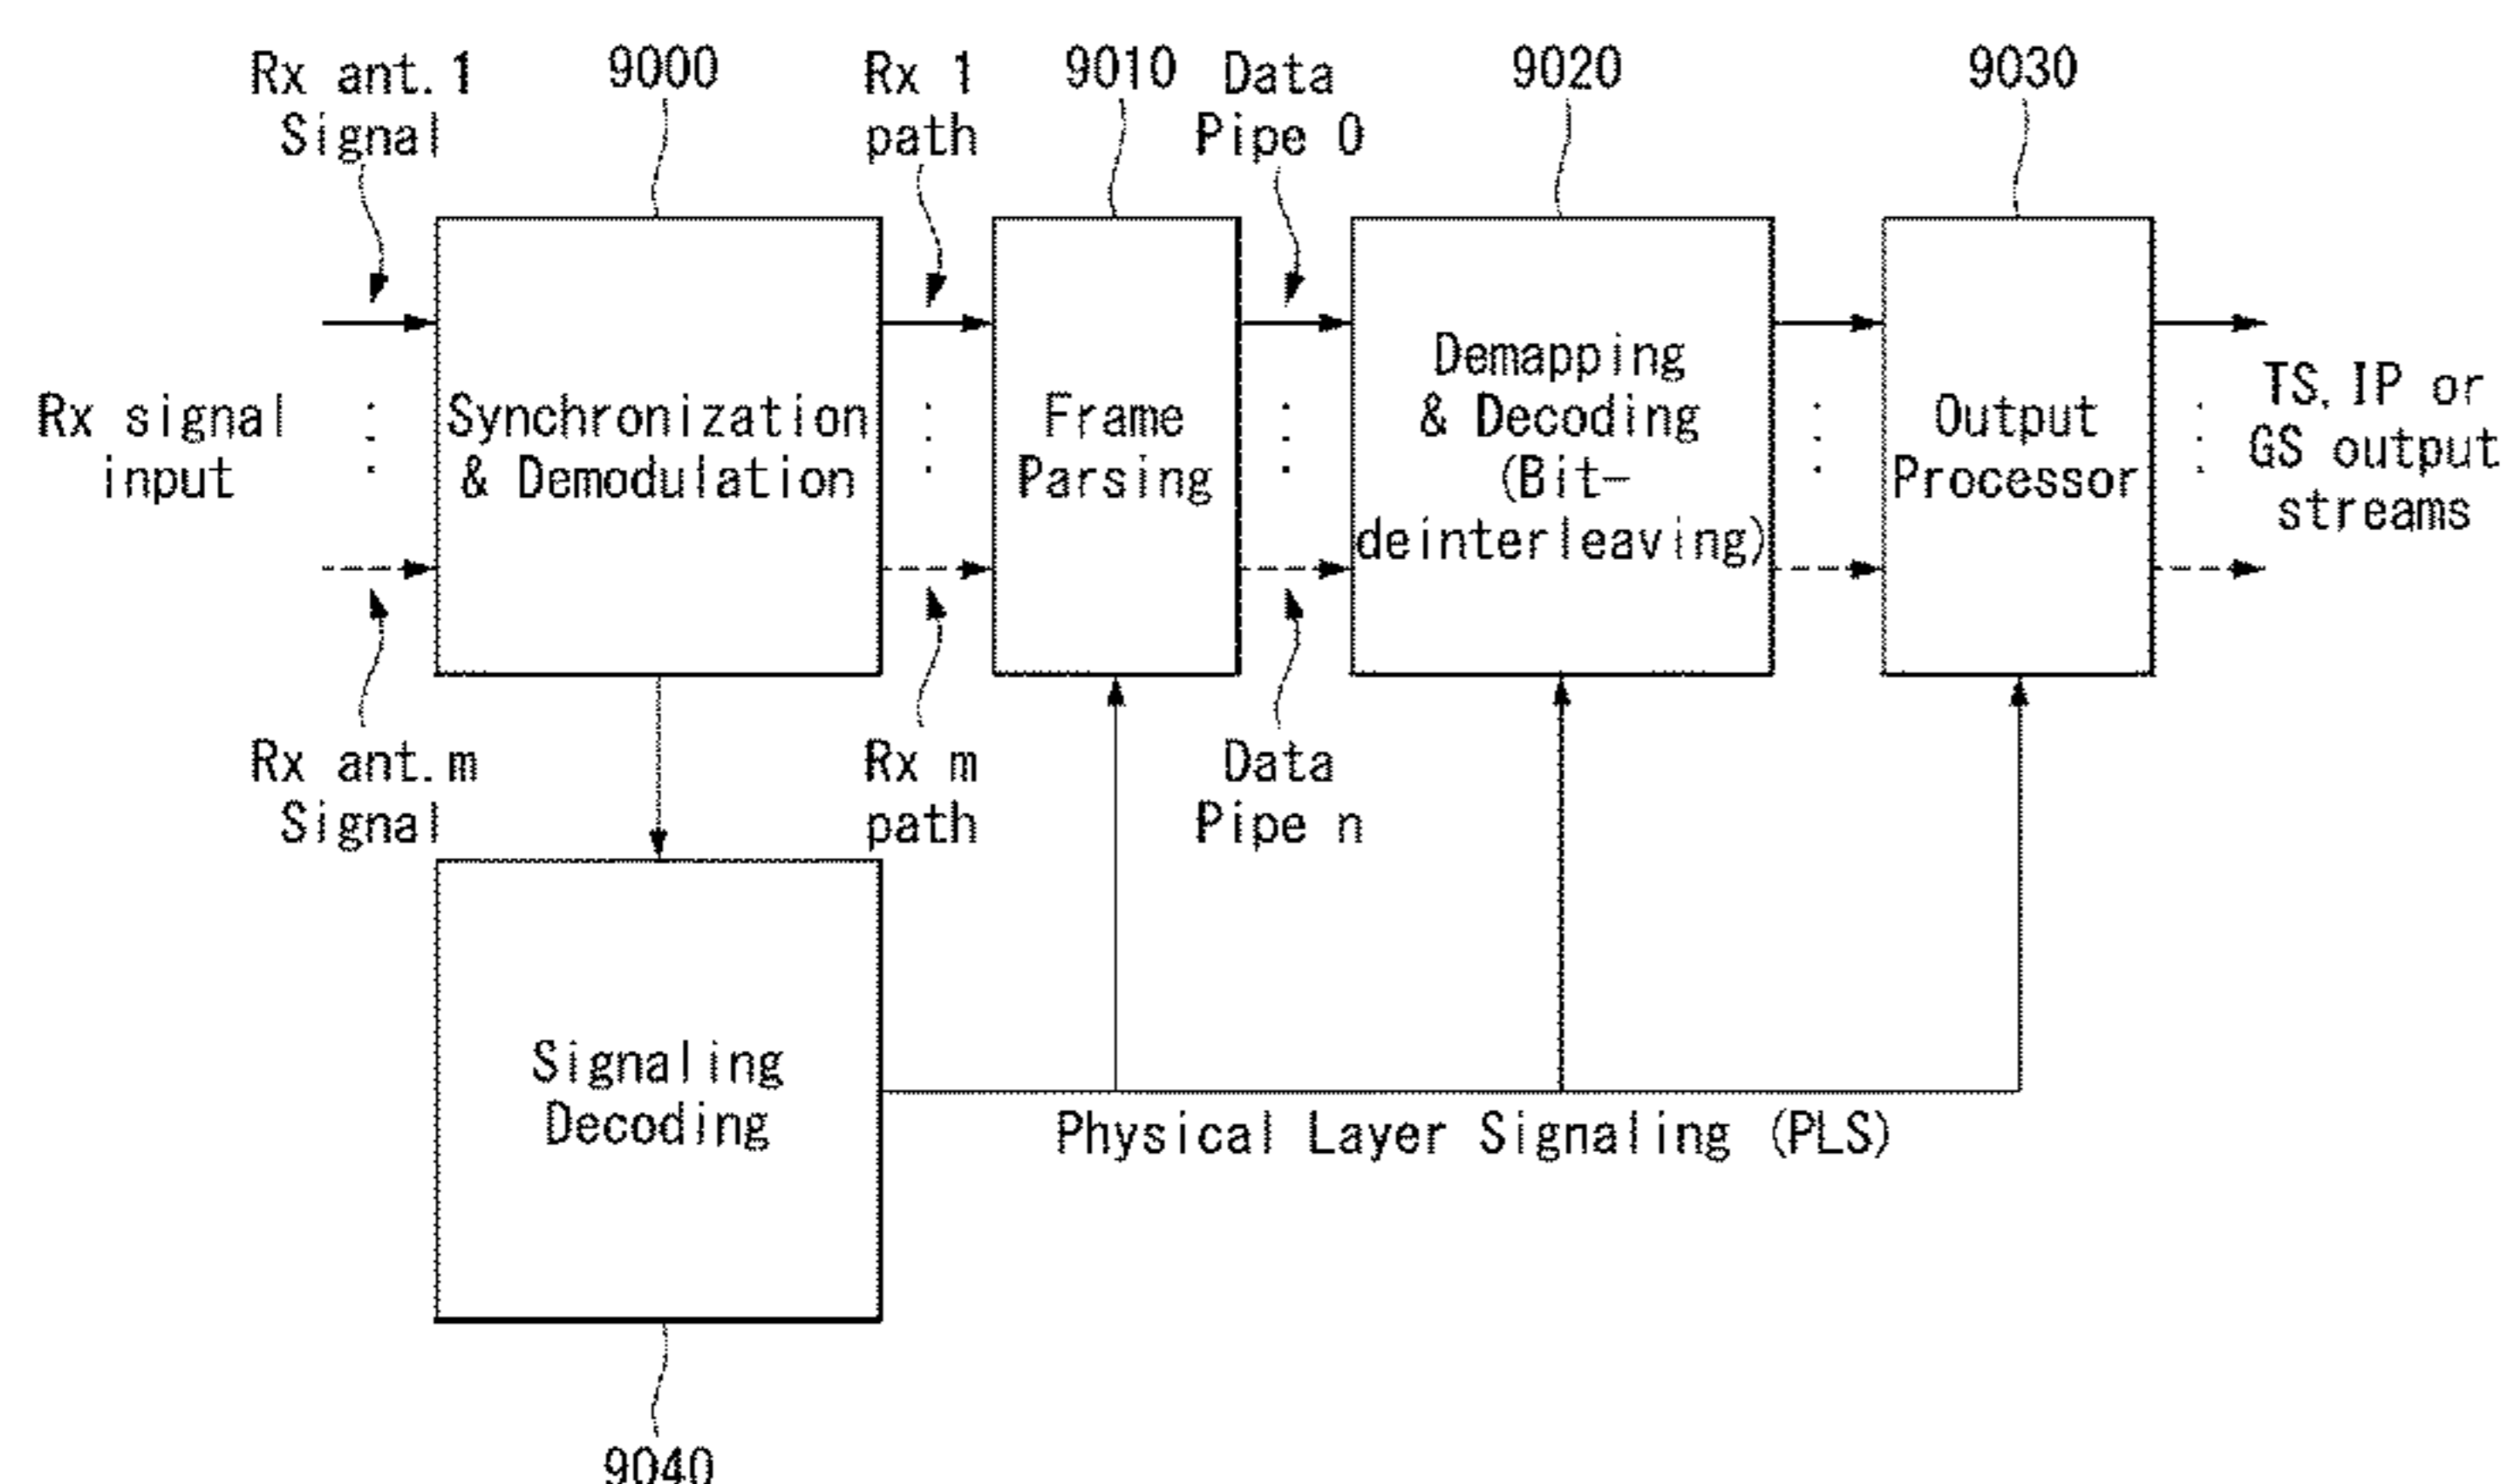 Rx ant.1
Signal
9000
Rx 1
path
9010
Data
Pipe 0
9020
9030
Rx signal
input
Synchronization
& Demodulation
Frame
Parsing
Demapping
& Decoding
(Bit-
deinterleaving)
Output
Processor
TS, IP or
GS output
streams
Rx ant.m
Signal
Rx m
path
Data
Pipe n
Signaling
Decoding
Physical Layer Signaling (PLS)
9040